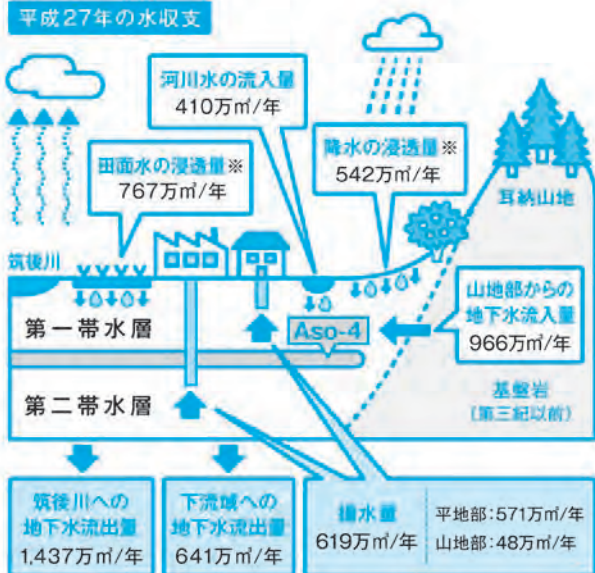 平成27年の水収支
河川水の流入量
410万㎥/年
降水の浸透量※
542万㎥/年
田面水の浸透量※
767万㎥/年
耳納山地
筑後川
山地部からの
地下水流入量
966万㎥/年
第一帯水層
Aso-4
第二帯水層
基盤岩
(第三紀以前)
筑後川への
地下水流出量
1,437万㎥/年
下流域への
地下水流出量
641万㎥/年
揚水量
619万㎥/年
平地部:571万㎥/年
山地部:48万㎥/年